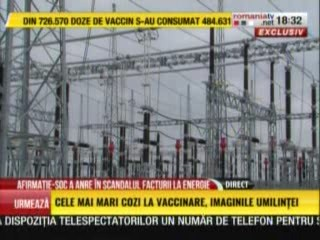 DIN 726.570 DOZE DE VACCIN S-AU CONSUMAT 484.631
romaniatv
.net
18:32
EXCLUSIV
AFIRMAȚIE-ȘOC A ANRE ÎN SCANDALUL FACTURII LA ENERGIE
DIRECT
URMEAZĂ
CELE MAI MARI COZI LA VACCINARE, IMAGINILE UMILINȚEI
A DISPOZIȚIA TELESPECTATORILOR UN NUMĂR DE TELEFON PENTRU S